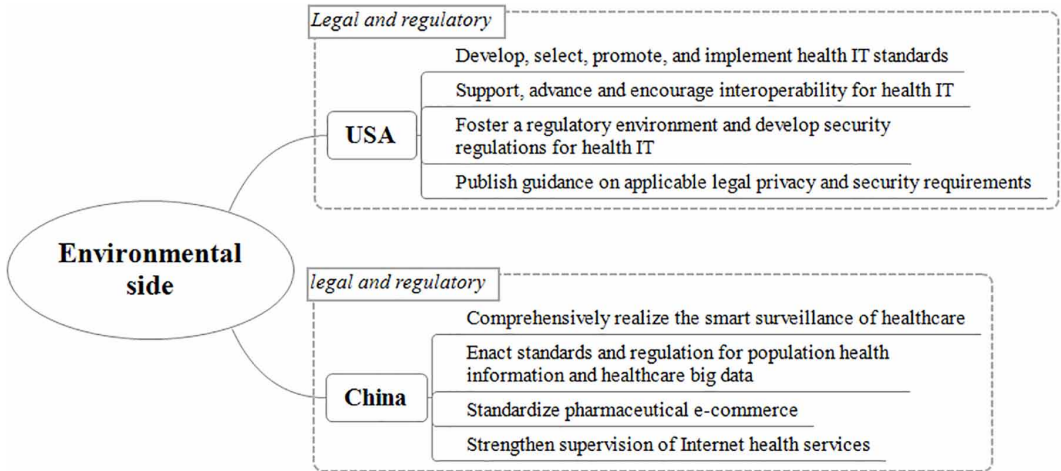 Legal and regulatory
Develop, select, promote, and implement health IT standards
Support, advance and encourage interoperability for health IT
USA
Foster a regulatory environment and develop security
regulations for health IT
Publish guidance on applicable legal privacy and security requirements
Environmental
side
legal and regulatory
Comprehensively realize the smart surveillance of healthcare
Enact standards and regulation for population health
information and healthcare big data
China
Standardize pharmaceutical e-commerce
Strengthen supervision of Internet health services